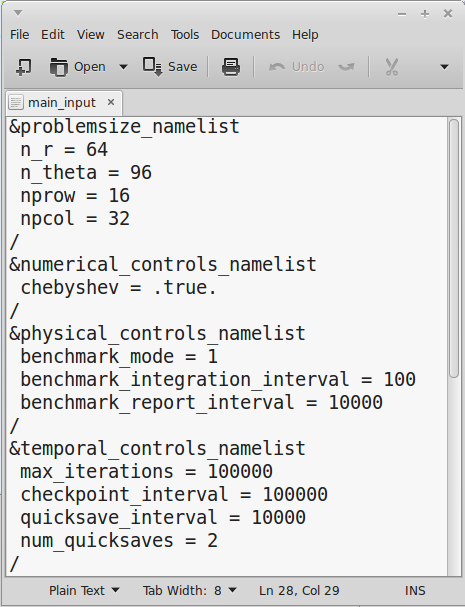 File Edit View Search Tools Documents Help
Open Save Undo
main_input ×
&problemsize_namelist
n_r = 64
n_theta = 96
nprow = 16
npcol = 32
/
&numerical_controls_namelist
chebyshev = .true.
/
&physical_controls_namelist
benchmark_mode = 1
benchmark_integration_interval = 100
benchmark_report_interval = 10000
/
&temporal_controls_namelist
max_iterations = 100000
checkpoint_interval = 100000
quicksave_interval = 10000
num_quicksaves = 2
/
Plain Text Tab Width: 8 Ln 28, Col 29 INS